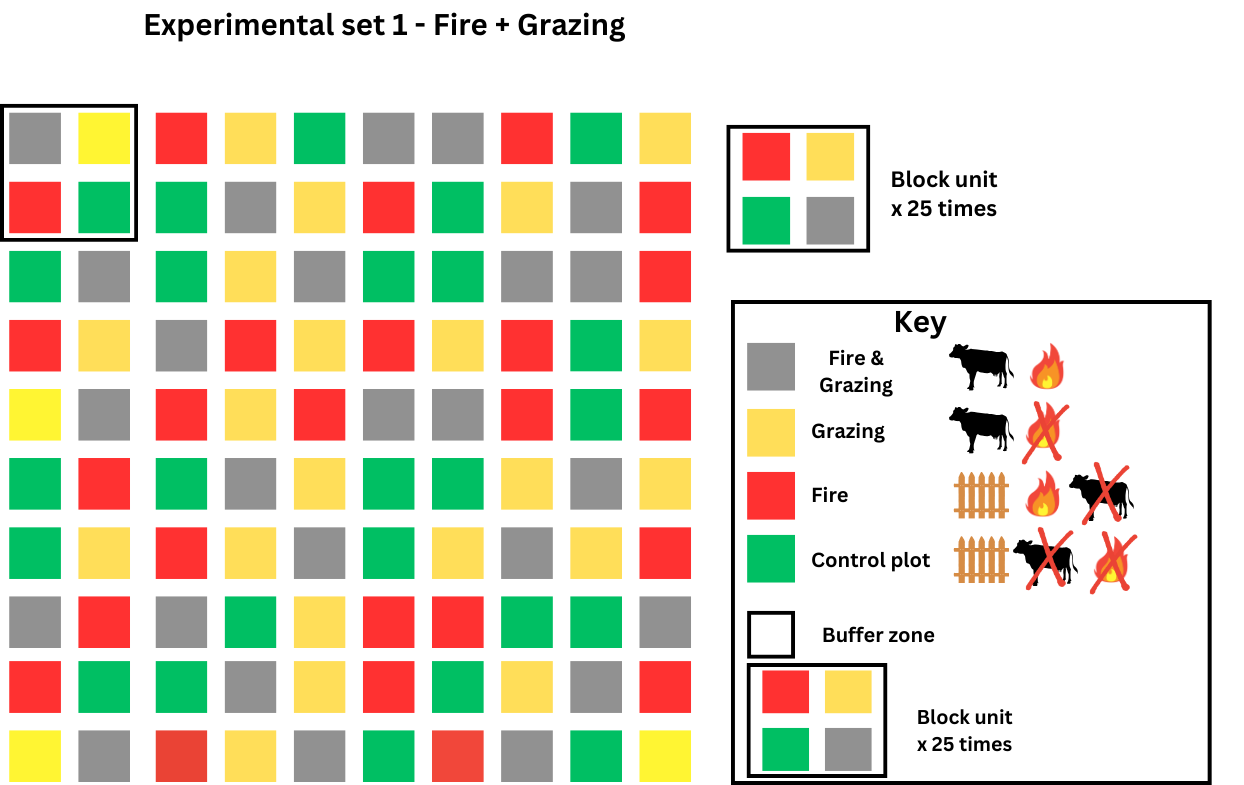 Experimental set 1 - Fire + Grazing
Block unit
x 25 times
Key
Fire &
Grazing
Grazing
Fire
Control plot
Buffer zone
Block unit
x 25 times